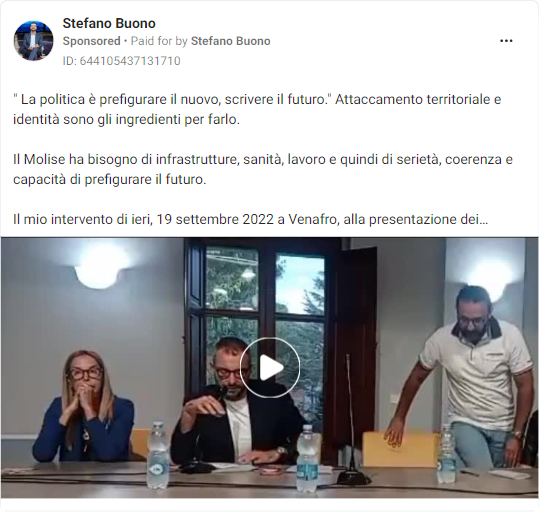 Stefano Buono
Sponsored • Paid for by Stefano Buono
ID: 644105437131710
" La politica è prefigurare il nuovo, scrivere il futuro." Attaccamento territoriale e
identità sono gli ingredienti per farlo.
Il Molise ha bisogno di infrastrutture, sanità, lavoro e quindi di serietà, coerenza e
capacità di prefigurare il futuro.
Il mio intervento di ieri, 19 settembre 2022 a Venafro, alla presentazione dei...